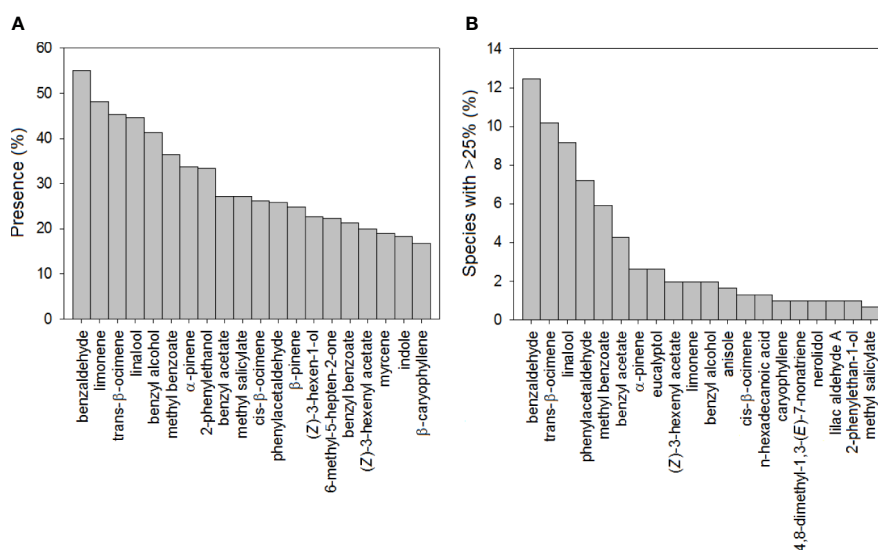 A
Presence (%)
60
50
40
30
20
10
0
benzaldehyde
limonene
trans-β-ocimene
linalool
benzyl alcohol
methyl benzoate
α-pinene
2-phenylethanol
benzyl acetate
methyl salicylate
cis-β-ocimene
phenylacetaldehyde
β-pinene
(Z)-3-hexen-1-ol
6-methyl-5-hepten-2-one
benzyl benzoate
(Z)-3-hexenyl acetate
myrcene
indole
β-caryophyllene
B
Species with >25% (%)
14
12
10
8
6
4
2
0
benzaldehyde
trans-β-ocimene
linalool
phenylacetaldehyde
methyl benzoate
benzyl acetate
α-pinene
eucalyptol
(Z)-3-hexenyl acetate
limonene
benzyl alcohol
anisole
cis-β-ocimene
n-hexadecanoic acid
caryophyllene
4,8-dimethyl-1,3-(E)-7-nonatriene
nerolidol
lilac aldehyde A
2-phenylethan-1-ol
methyl salicylate